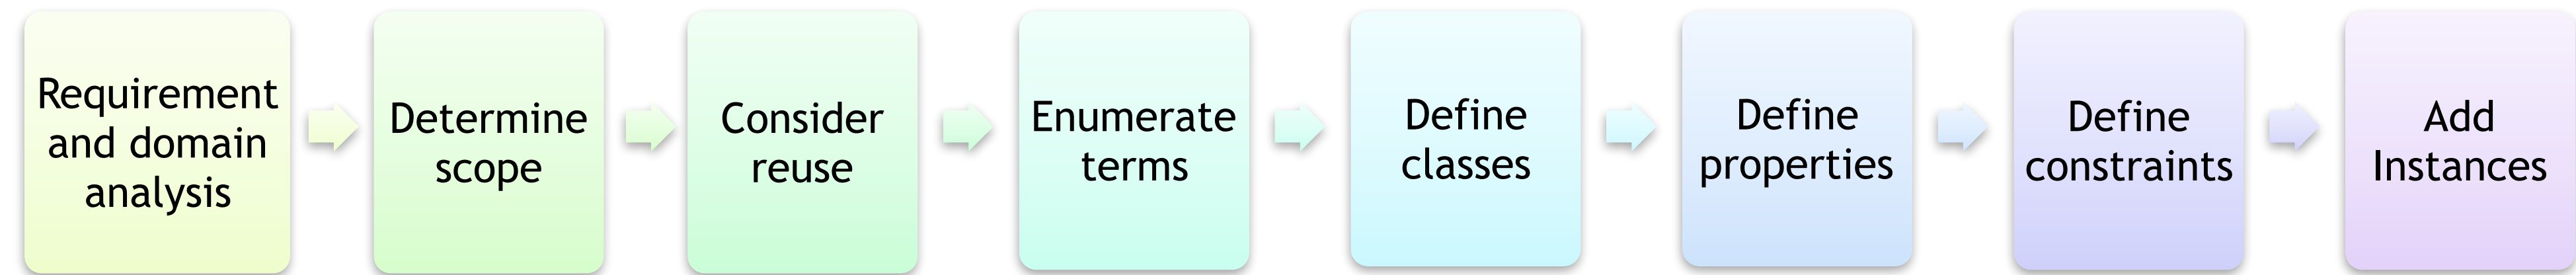 Requirement
and domain
analysis
Determine
scope
Consider
reuse
Enumerate
terms
Define
classes
Define
properties
Define
constraints
Add
Instances